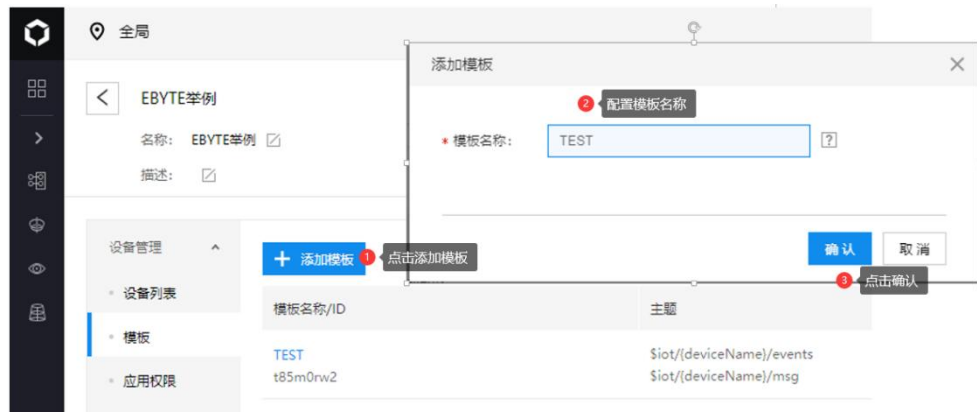 全局
EBYTE举例
名称: EBYTE举例
描述:
添加模板
2 配置模板名称
* 模板名称: TEST ?
确认 取消
3 点击确认
设备管理
设备列表
模板
应用权限
+ 添加模板 1 点击添加模板
模板名称/ID 主题
TEST $iot/{deviceName}/events
t85m0rw2 $iot/{deviceName}/msg